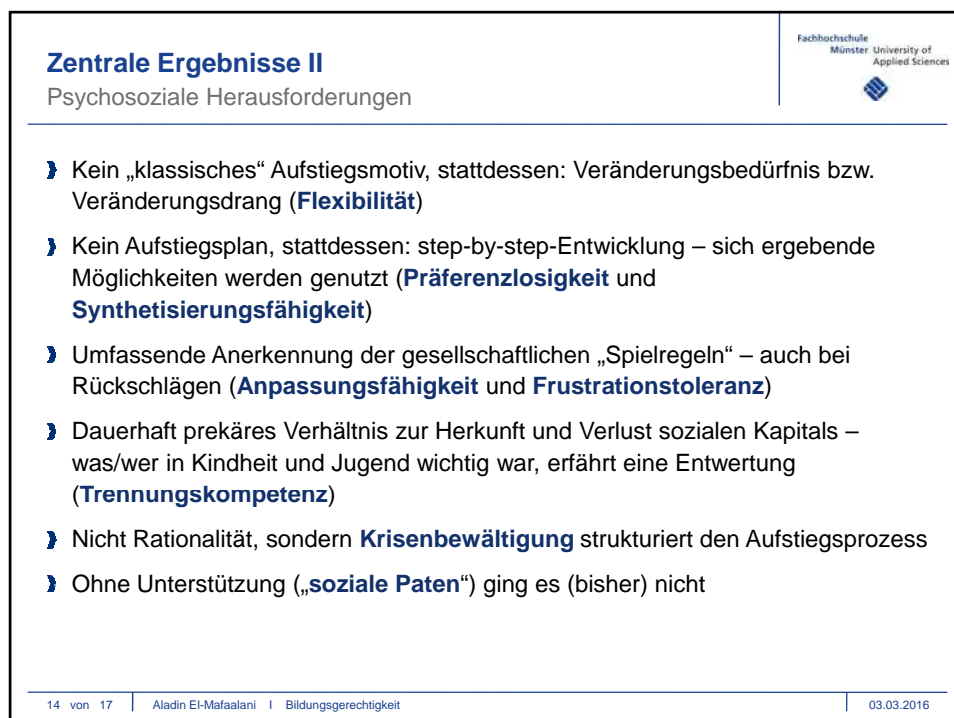 Zentrale Ergebnisse II
Psychosoziale Herausforderungen
Fachhochschule
Münster University of
Applied Sciences
Kein „klassisches“ Aufstiegsmotiv, stattdessen: Veränderungsbedürfnis bzw.
Veränderungsdrang (Flexibilität)
Kein Aufstiegsplan, stattdessen: step-by-step-Entwicklung – sich ergebende
Möglichkeiten werden genutzt (Präferenzlosigkeit und
Synthetisierungsfähigkeit)
Umfassende Anerkennung der gesellschaftlichen „Spielregeln“ – auch bei
Rückschlägen (Anpassungsfähigkeit und Frustrationstoleranz)
Dauerhaft prekäres Verhältnis zur Herkunft und Verlust sozialen Kapitals –
was/wer in Kindheit und Jugend wichtig war, erfährt eine Entwertung
(Trennungskompetenz)
Nicht Rationalität, sondern Krisenbewältigung strukturiert den Aufstiegsprozess
Ohne Unterstützung („soziale Paten“) ging es (bisher) nicht
14 von 17 Aladin El-Mafaalani I Bildungsgerechtigkeit 03.03.2016